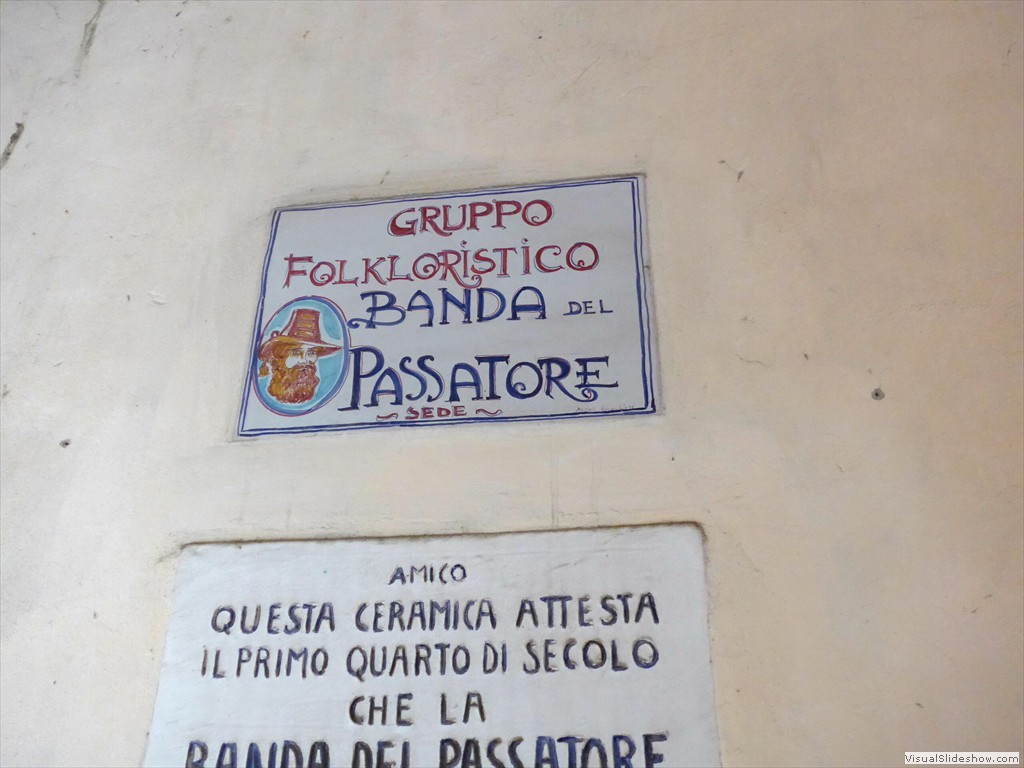 GRUPPO
FOLKLORISTICO
BANDA DEL
PASSATORE
~ SEDE ~
AMICO
QUESTA CERAMICA ATTESTA
IL PRIMO QUARTO DI SECOLO
CHE LA
BANDA DEL PASSATORE
VisualSlideshow.com